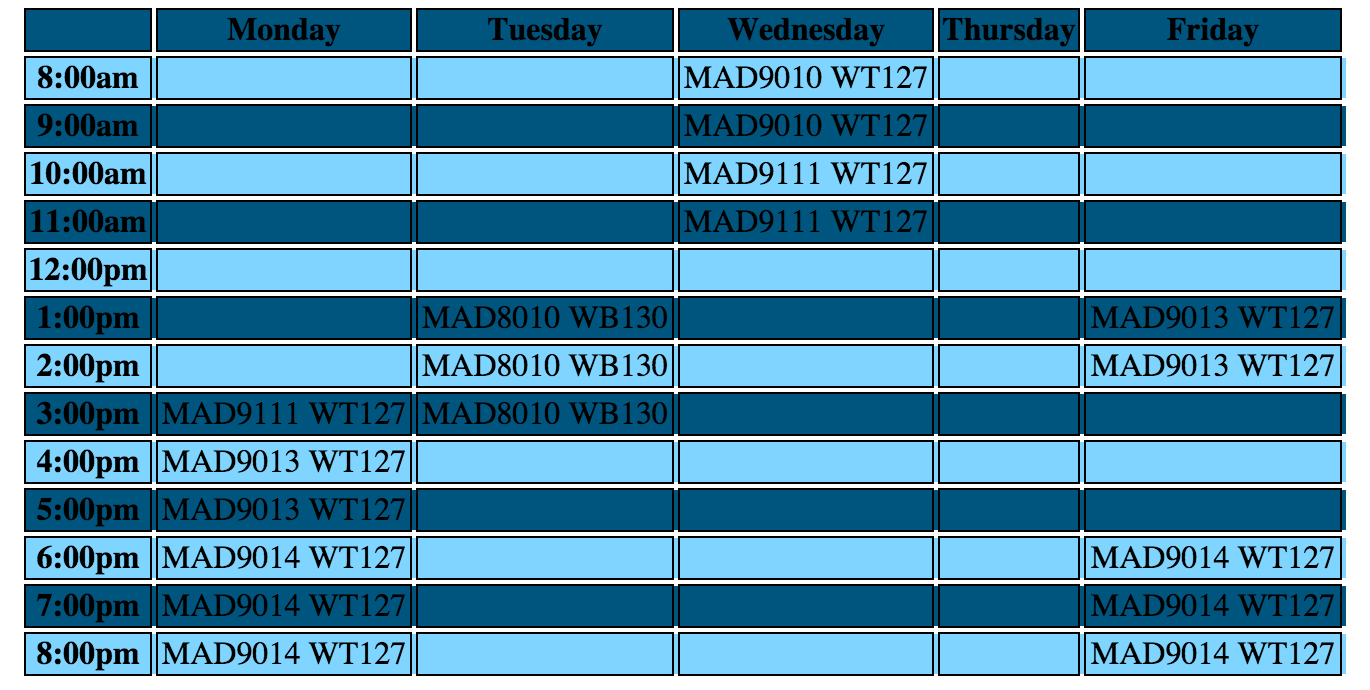 Monday Tuesday Wednesday Thursday Friday
8:00am MAD9010 WT127
9:00am MAD9010 WT127
10:00am MAD9111 WT127
11:00am MAD9111 WT127
12:00pm
1:00pm MAD8010 WB130 MAD9013 WT127
2:00pm MAD8010 WB130 MAD9013 WT127
3:00pm MAD9111 WT127 MAD8010 WB130
4:00pm MAD9013 WT127
5:00pm MAD9013 WT127
6:00pm MAD9014 WT127 MAD9014 WT127
7:00pm MAD9014 WT127 MAD9014 WT127
8:00pm MAD9014 WT127 MAD9014 WT127